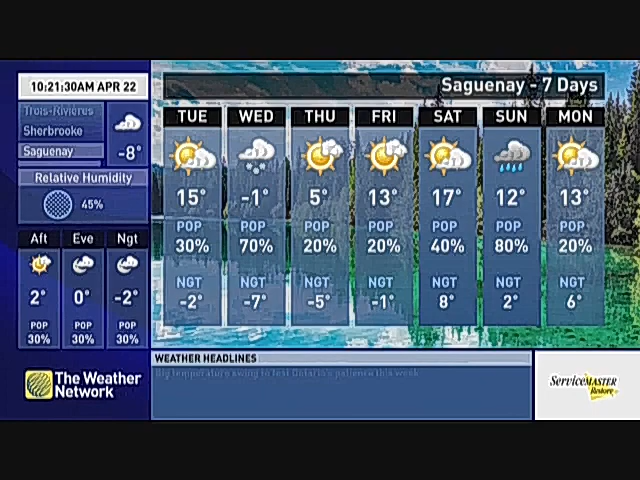 10:21:30AM APR 22
Trois-Rivières
Sherbrooke
Saguenay
-8°
Relative Humidity
45%
Aft Eve Ngt
2° 0° -2°
POP POP POP
30% 30% 30%
The Weather
Network
Saguenay - 7 Days
TUE WED THU FRI SAT SUN MON
15° -1° 5° 13° 17° 12° 13°
POP POP POP POP POP POP POP
30% 70% 20% 20% 40% 80% 20%
NGT NGT NGT NGT NGT NGT NGT
-2° -7° -5° -1° 8° 2° 6°
WEATHER HEADLINES
Big temperature swing to test Ontario's patience this week
ServiceMASTER
Restore